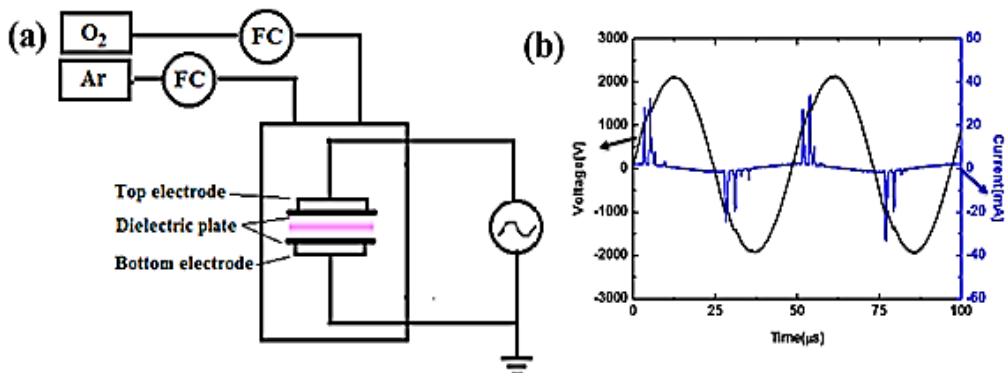 (a)
O2
FC
Ar
FC
Top electrode
Dielectric plate
Bottom electrode
(b)
3000
2000
1000
0
-1000
-2000
-3000
Voltage(V)
60
40
20
0
-20
-40
-60
Current(mA)
0 25 50 75 100
Time(μs)